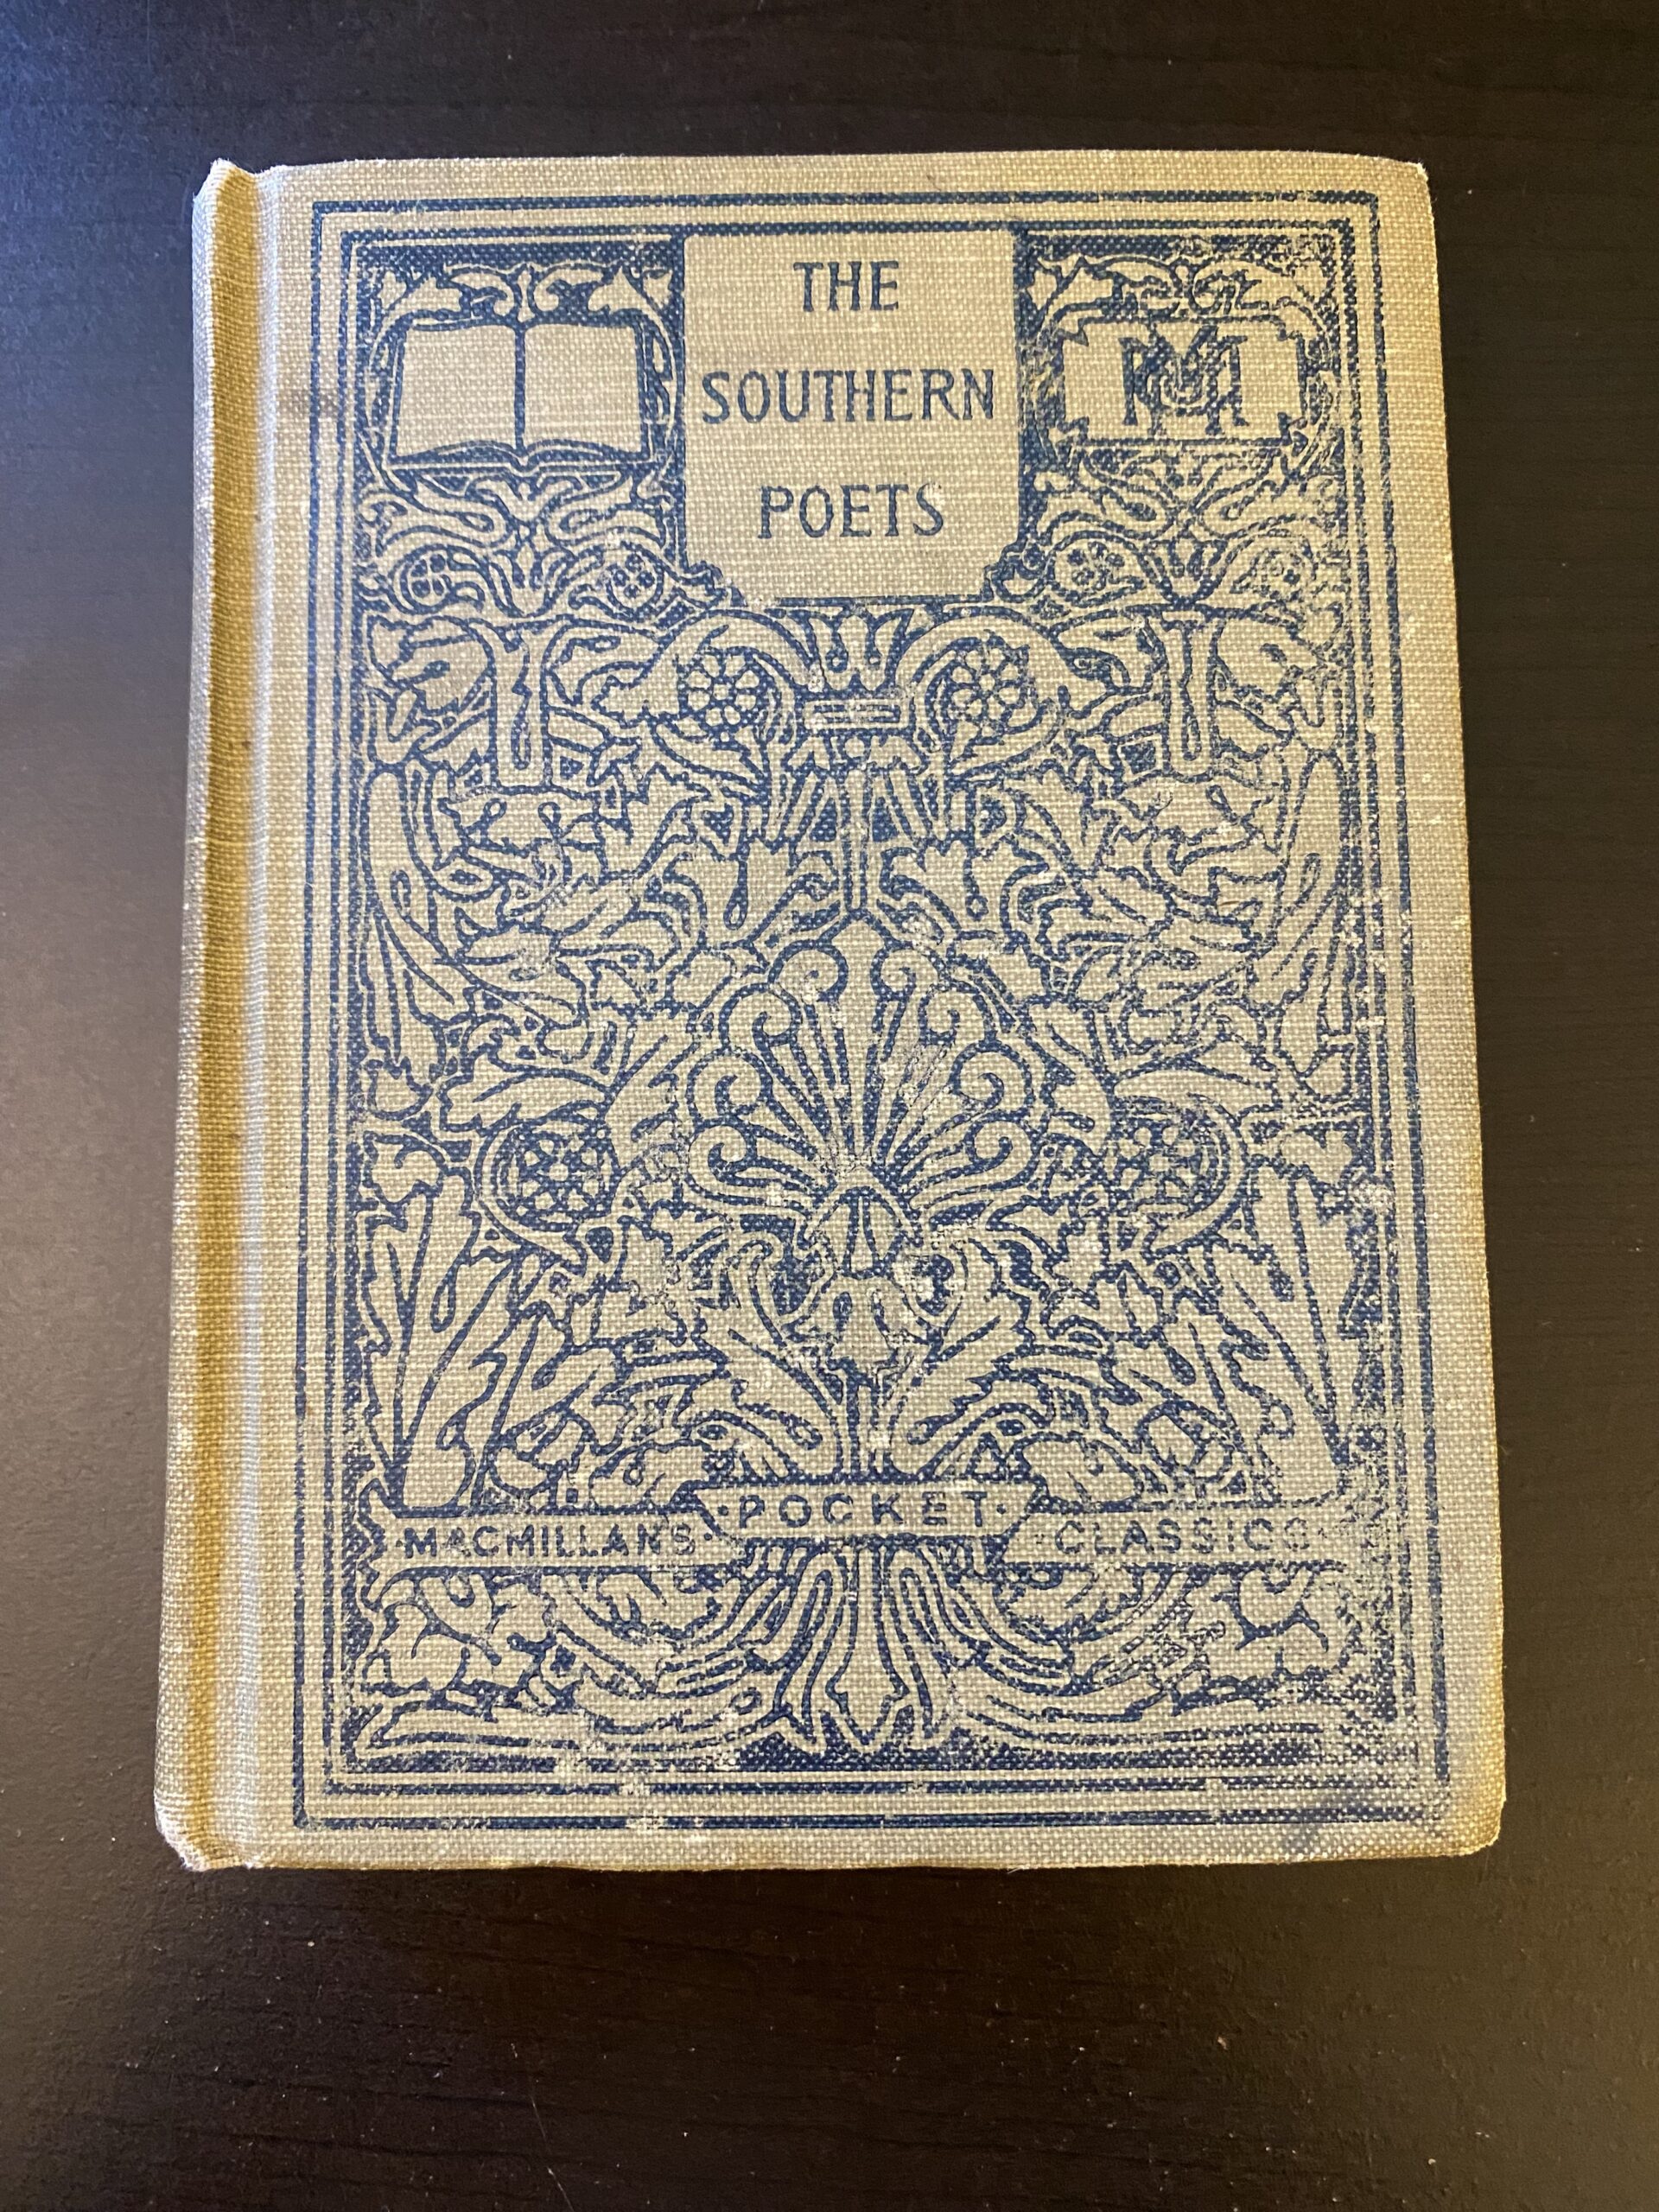 THE
SOUTHERN
POETS
·MACMILLAN'S· ·POCKET· ·CLASSICS·